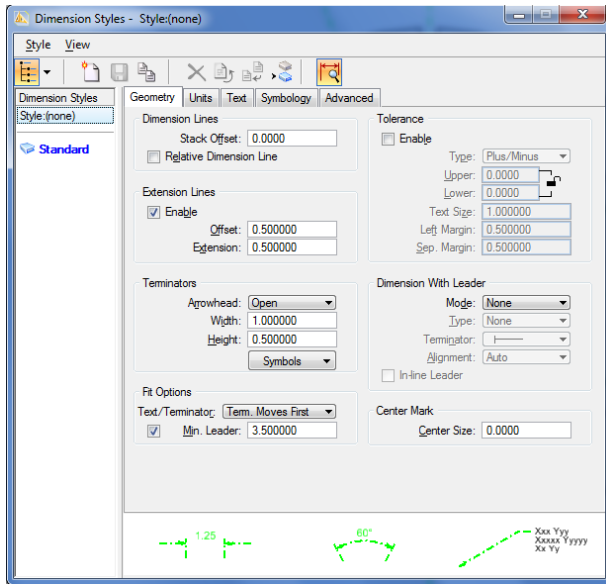 Dimension Styles - Style:(none)
Style View
Dimension Styles
Style:(none)
Standard
Geometry Units Text Symbology Advanced
Dimension Lines
Stack Offset: 0.0000
Relative Dimension Line
Extension Lines
Enable
Offset: 0.500000
Extension: 0.500000
Terminators
Arrowhead: Open
Width: 1.000000
Height: 0.500000
Symbols
Fit Options
Text/Terminator: Term. Moves First
Min. Leader: 3.500000
Tolerance
Enable
Type: Plus/Minus
Upper: 0.0000
Lower: 0.0000
Text Size: 1.000000
Left Margin: 0.500000
Sep. Margin: 0.500000
Dimension With Leader
Mode: None
Type: None
Terminator:
Alignment: Auto
In-line Leader
Center Mark
Center Size: 0.0000
1.25
60°
Xxx Yyy
Xxxxx Yyyyy
Xx Yy